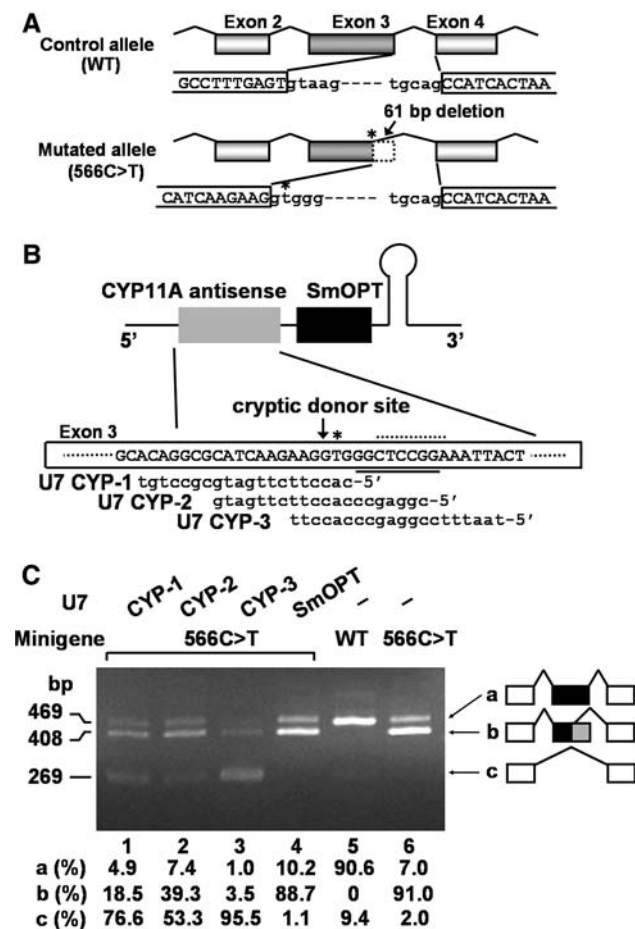 A
Exon 2 Exon 3 Exon 4
Control allele
(WT)
GCCTTTGAGTgtaag-----tgcagCCATCACTAA
61 bp deletion
*
Mutated allele
(566C>T)
*
CATCAAGAAGgtggg-----tgcagCCATCACTAA
B
CYP11A antisense SmOPT
5' 3'
cryptic donor site
*
Exon 3
GCACAGGCGCATCAAGAAGGTGGGCTCCGGAAATTACT
U7 CYP-1 tgtccgcgtagttcttccac-5'
U7 CYP-2 gtagttcttccacccgaggc-5'
U7 CYP-3 ttccacccgaggcctttaat-5'
C
U7 CYP-1 CYP-2 CYP-3 SmOPT - -
Minigene 566C>T WT 566C>T
bp
469 a
408 b
269 c
1 2 3 4 5 6
a (%) 4.9 7.4 1.0 10.2 90.6 7.0
b (%) 18.5 39.3 3.5 88.7 0 91.0
c (%) 76.6 53.3 95.5 1.1 9.4 2.0